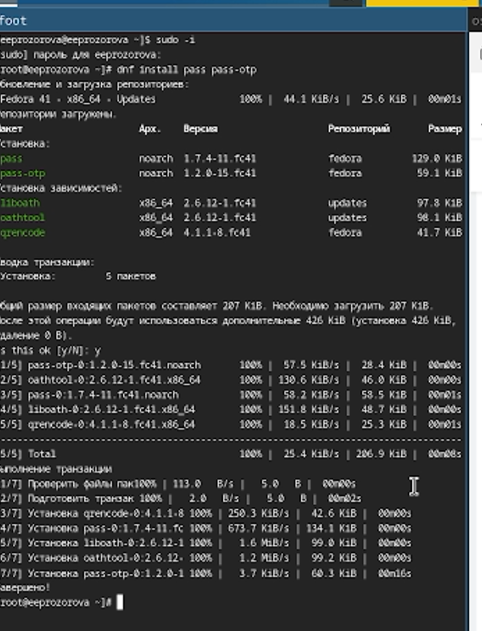 foot
eeprozorova@eeprozorova ~]$ sudo -i
sudo] пароль для eeprozorova:
root@eeprozorova ~]# dnf install pass pass-otp
бновление и загрузка репозиториев:
Fedora 41 - x86_64 - Updates 100% | 44.1 KiB/s | 25.6 KiB | 00m01s
епозитории загружены.
акет Арх. Версия Репозиторий Размер
становка:
pass noarch 1.7.4-11.fc41 fedora 129.0 KiB
pass-otp noarch 1.2.0-15.fc41 fedora 59.1 KiB
становка зависимостей:
liboath x86_64 2.6.12-1.fc41 updates 97.8 KiB
oathtool x86_64 2.6.12-1.fc41 updates 98.1 KiB
qrencode x86_64 4.1.1-8.fc41 fedora 41.7 KiB
водка транзакции:
Установка: 5 пакетов
бщий размер входящих пакетов составляет 207 KiB. Необходимо загрузить 207 KiB.
осле этой операции будут использоваться дополнительные 426 KiB (установка 426 KiB,
даление 0 B).
s this ok [y/N]: y
1/5] pass-otp-0:1.2.0-15.fc41.noarch 100% | 57.5 KiB/s | 28.4 KiB | 00m00s
2/5] oathtool-0:2.6.12-1.fc41.x86_64 100% | 130.6 KiB/s | 46.0 KiB | 00m00s
3/5] pass-0:1.7.4-11.fc41.noarch 100% | 58.2 KiB/s | 58.5 KiB | 00m01s
4/5] liboath-0:2.6.12-1.fc41.x86_64 100% | 151.8 KiB/s | 48.7 KiB | 00m00s
5/5] qrencode-0:4.1.1-8.fc41.x86_64 100% | 18.5 KiB/s | 25.3 KiB | 00m01s
--------------------------------------------------------------------------------
5/5] Total 100% | 25.4 KiB/s | 206.9 KiB | 00m08s
ыполнение транзакции
1/7] Проверить файлы пак100% | 113.0 B/s | 5.0 B | 00m00s
2/7] Подготовить транзак 100% | 2.0 B/s | 5.0 B | 00m02s
3/7] Установка qrencode-0:4.1.1-8 100% | 250.3 KiB/s | 42.6 KiB | 00m00s
4/7] Установка pass-0:1.7.4-11.fc 100% | 673.7 KiB/s | 134.1 KiB | 00m00s
5/7] Установка liboath-0:2.6.12-1 100% | 1.6 MiB/s | 99.0 KiB | 00m00s
6/7] Установка oathtool-0:2.6.12- 100% | 1.2 MiB/s | 99.2 KiB | 00m00s
7/7] Установка pass-otp-0:1.2.0-1 100% | 3.7 KiB/s | 60.3 KiB | 00m16s
авершено!
root@eeprozorova ~]#